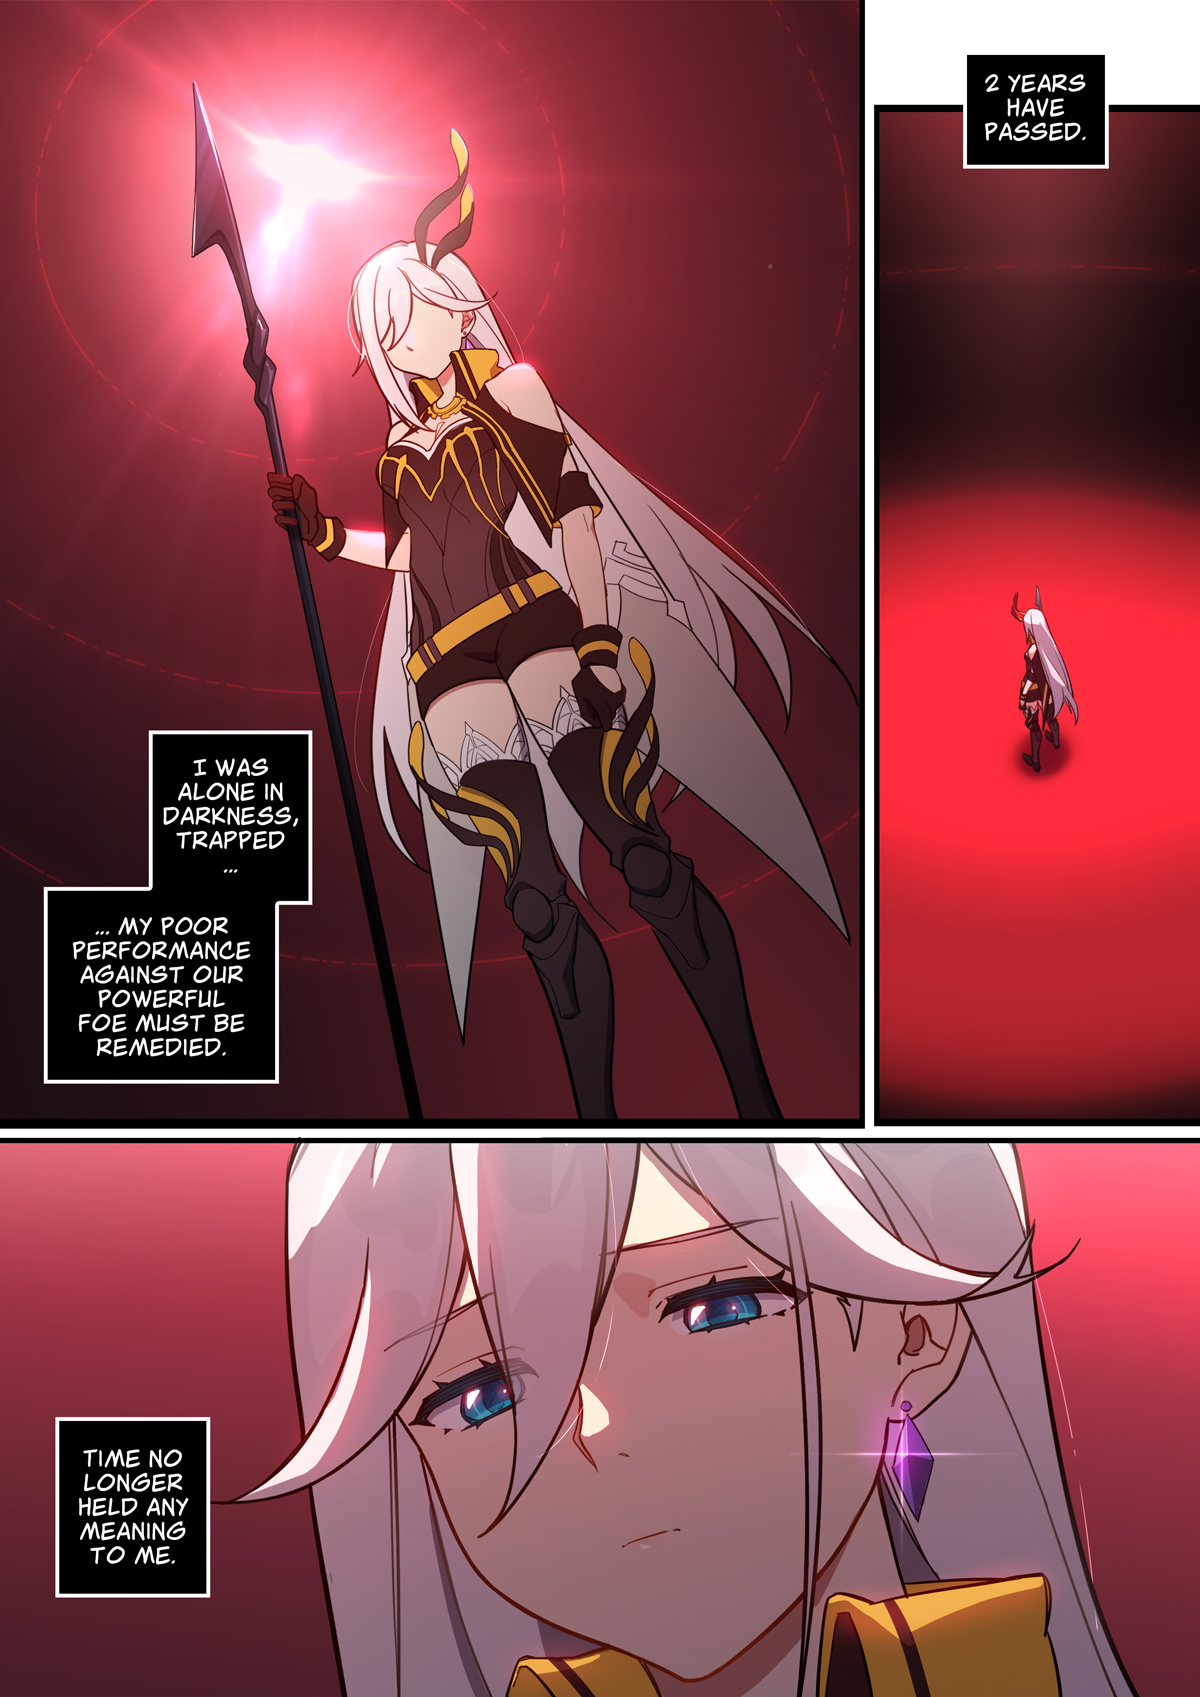 2 YEARS
HAVE
PASSED.
I WAS
ALONE IN
DARKNESS,
TRAPPED
...
... MY POOR
PERFORMANCE
AGAINST OUR
POWERFUL
FOE MUST BE
REMEDIED.
TIME NO
LONGER
HELD ANY
MEANING
TO ME.